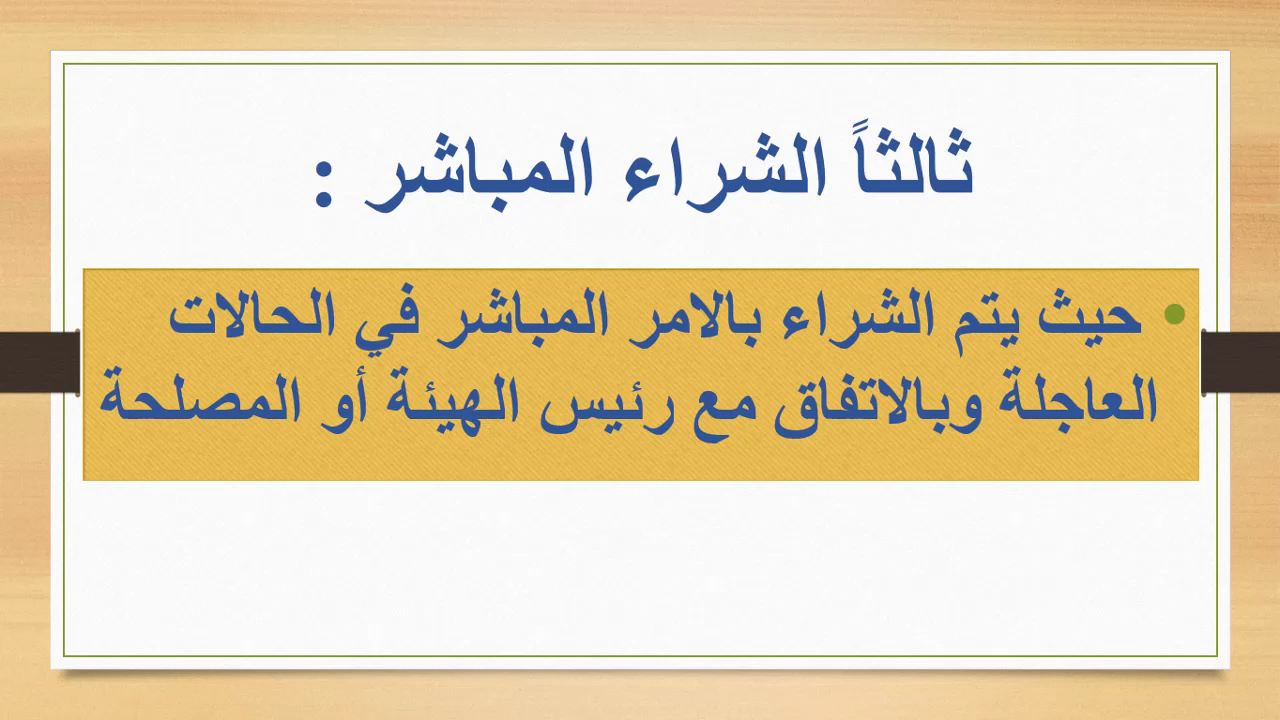 ثالثاً الشراء المباشر :
• حيث يتم الشراء بالامر المباشر في الحالات
العاجلة وبالاتفاق مع رئيس الهيئة أو المصلحة